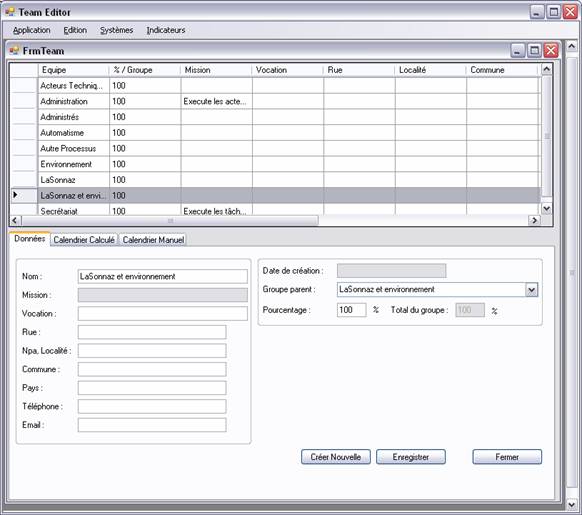 Team Editor
Application Edition Systèmes Indicateurs
FrmTeam
Equipe % / Groupe Mission Vocation Rue Localité Commune
Acteurs Techniq... 100
Administration 100 Execute les acte...
Administrés 100
Automatisme 100
Autre Processus 100
Environnement 100
LaSonnaz 100
LaSonnaz et envi... 100
Secrétariat 100 Execute les tâch...
Données Calendrier Calculé Calendrier Manuel
Nom : LaSonnaz et environnement
Mission :
Vocation :
Rue :
Npa, Localité :
Commune :
Pays :
Téléphone :
Email :
Date de création :
Groupe parent : LaSonnaz et environnement
Pourcentage : 100 % Total du groupe : 100 %
Créer Nouvelle Enregistrer Fermer